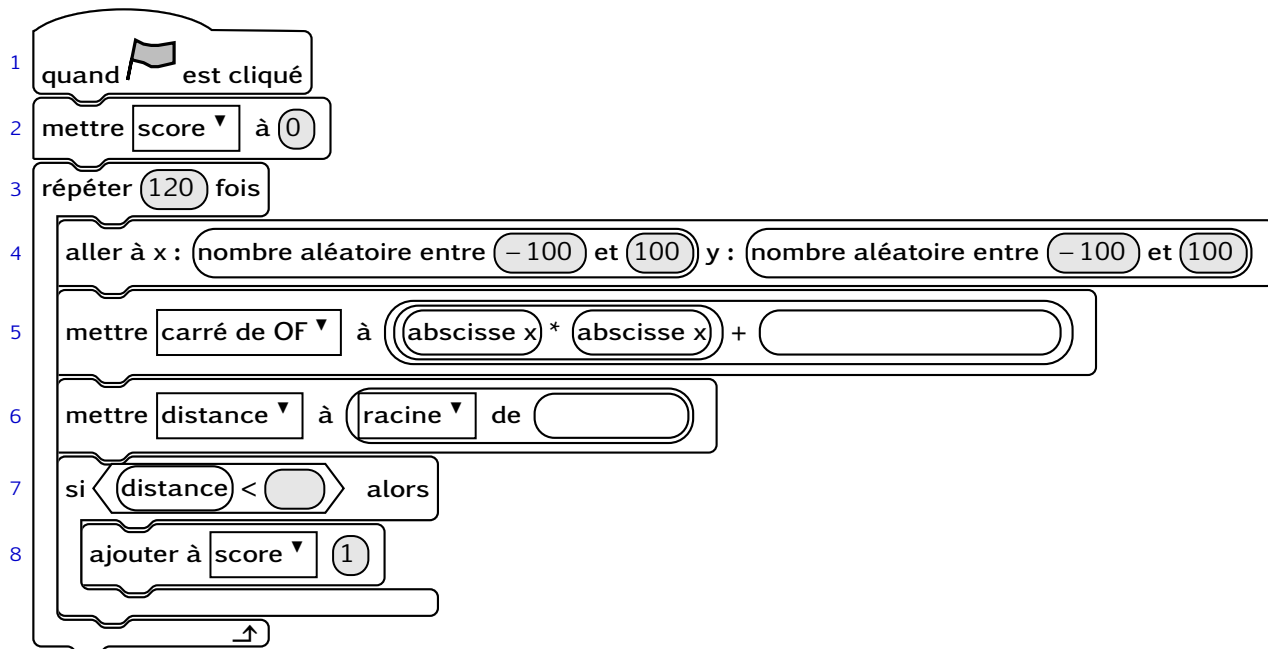 1 quand est cliqué
2 mettre score ▼ à 0
3 répéter 120 fois
4 aller à x : nombre aléatoire entre – 100 et 100 y : nombre aléatoire entre – 100 et 100
5 mettre carré de OF ▼ à abscisse x * abscisse x +
6 mettre distance ▼ à racine ▼ de
7 si distance < alors
8 ajouter à score ▼ 1